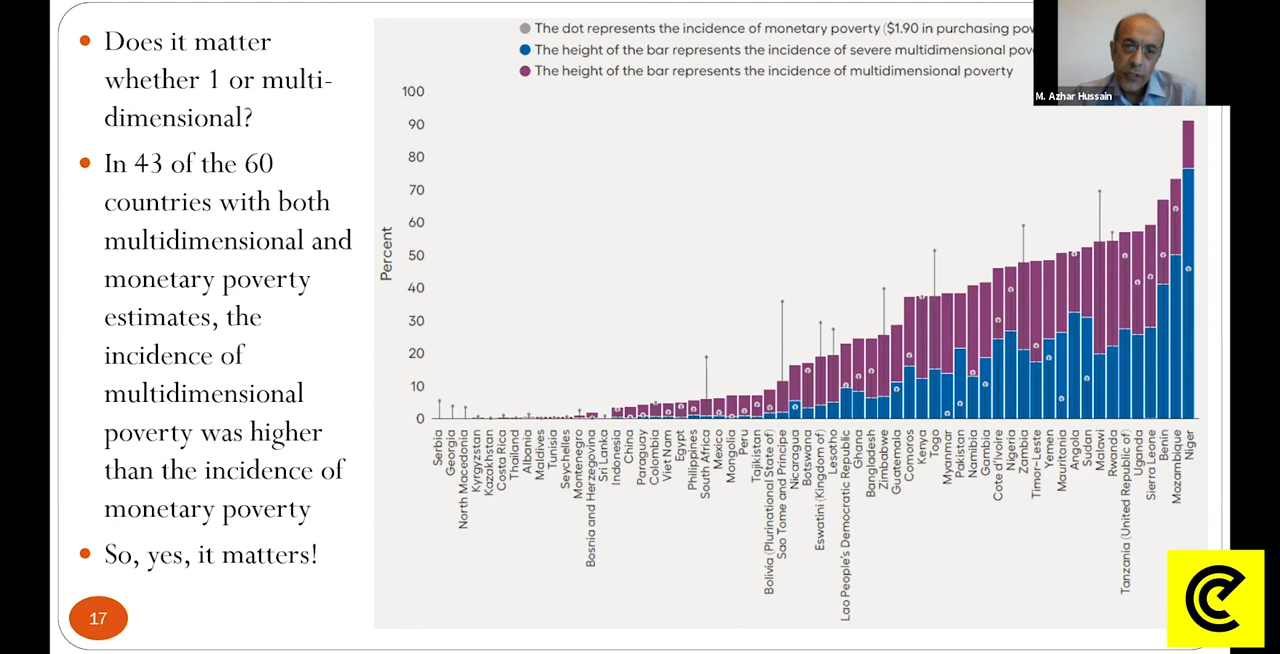 Does it matter
whether 1 or multi-
dimensional?
In 43 of the 60
countries with both
multidimensional and
monetary poverty
estimates, the
incidence of
multidimensional
poverty was higher
than the incidence of
monetary poverty
So, yes, it matters!
17
The dot represents the incidence of monetary poverty ($1.90 in purchasing pow
The height of the bar represents the incidence of severe multidimensional pove
The height of the bar represents the incidence of multidimensional poverty
M. Azhar Hussain
Percent
100
90
80
70
60
50
40
30
20
10
0
Serbia
Georgia
North Macedonia
Kyrgyzstan
Kazakhstan
Costa Rica
Thailand
Albania
Maldives
Tunisia
Seychelles
Montenegro
Bosnia and Herzegovina
Sri Lanka
Indonesia
China
Paraguay
Colombia
Viet Nam
Egypt
Philippines
South Africa
Mexico
Mongolia
Peru
Tajikistan
Bolivia (Plurinational State of)
Sao Tome and Principe
Nicaragua
Botswana
Eswatini (Kingdom of)
Lesotho
Lao People's Democratic Republic
Ghana
Bangladesh
Zimbabwe
Guatemala
Comoros
Kenya
Togo
Myanmar
Pakistan
Namibia
Gambia
Cote d'Ivoire
Nigeria
Zambia
Timor-Leste
Yemen
Mauritania
Angola
Sudan
Malawi
Rwanda
Tanzania (United Republic of)
Uganda
Sierra Leone
Benin
Mozambique
Niger